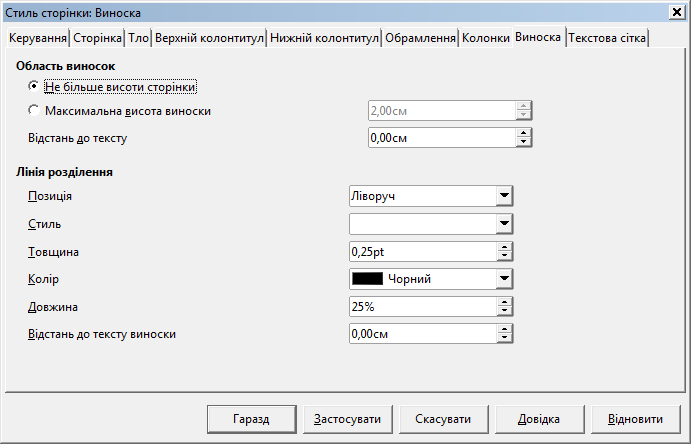 Стиль сторінки: Виноска
Керування Сторінка Тло Верхній колонтитул Нижній колонтитул Обрамлення Колонки Виноска Текстова сітка
Область виносок
Не більше висоти сторінки
Максимальна висота виноски 2,00см
Відстань до тексту 0,00см
Лінія розділення
Позиція Ліворуч
Стиль
Товщина 0,25pt
Колір Чорний
Довжина 25%
Відстань до тексту виноски 0,00см
Гаразд Застосувати Скасувати Довідка Відновити